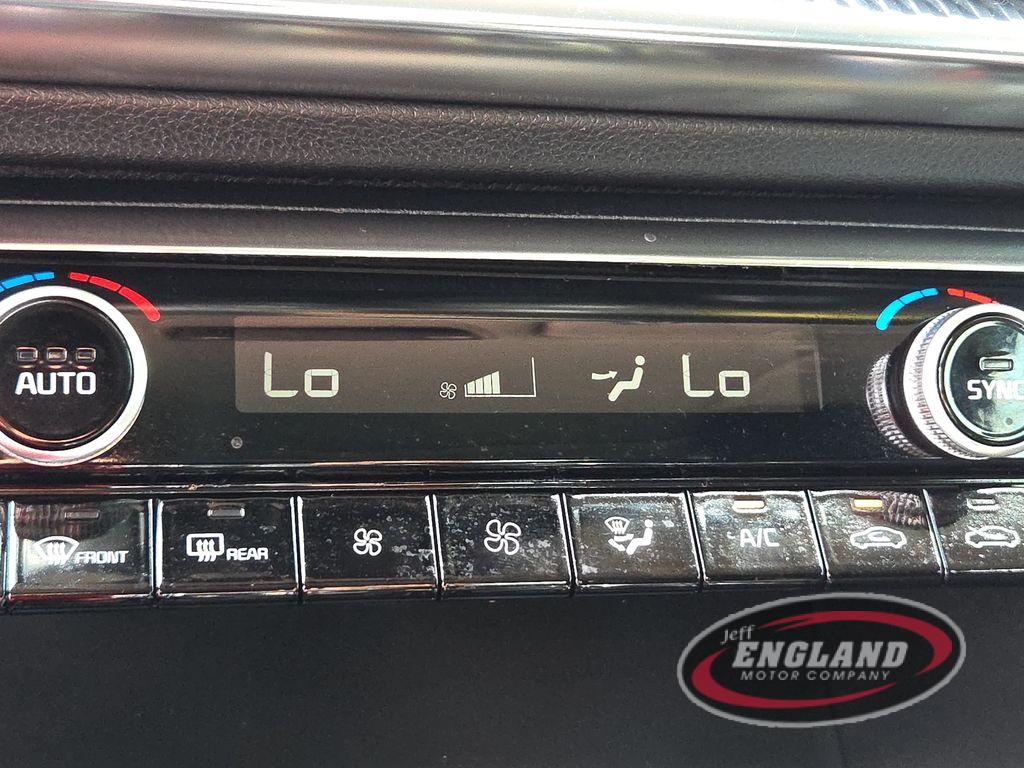 AUTO
Lo
Lo
SYNC
FRONT
REAR
A/C
Jeff
ENGLAND
MOTOR COMPANY